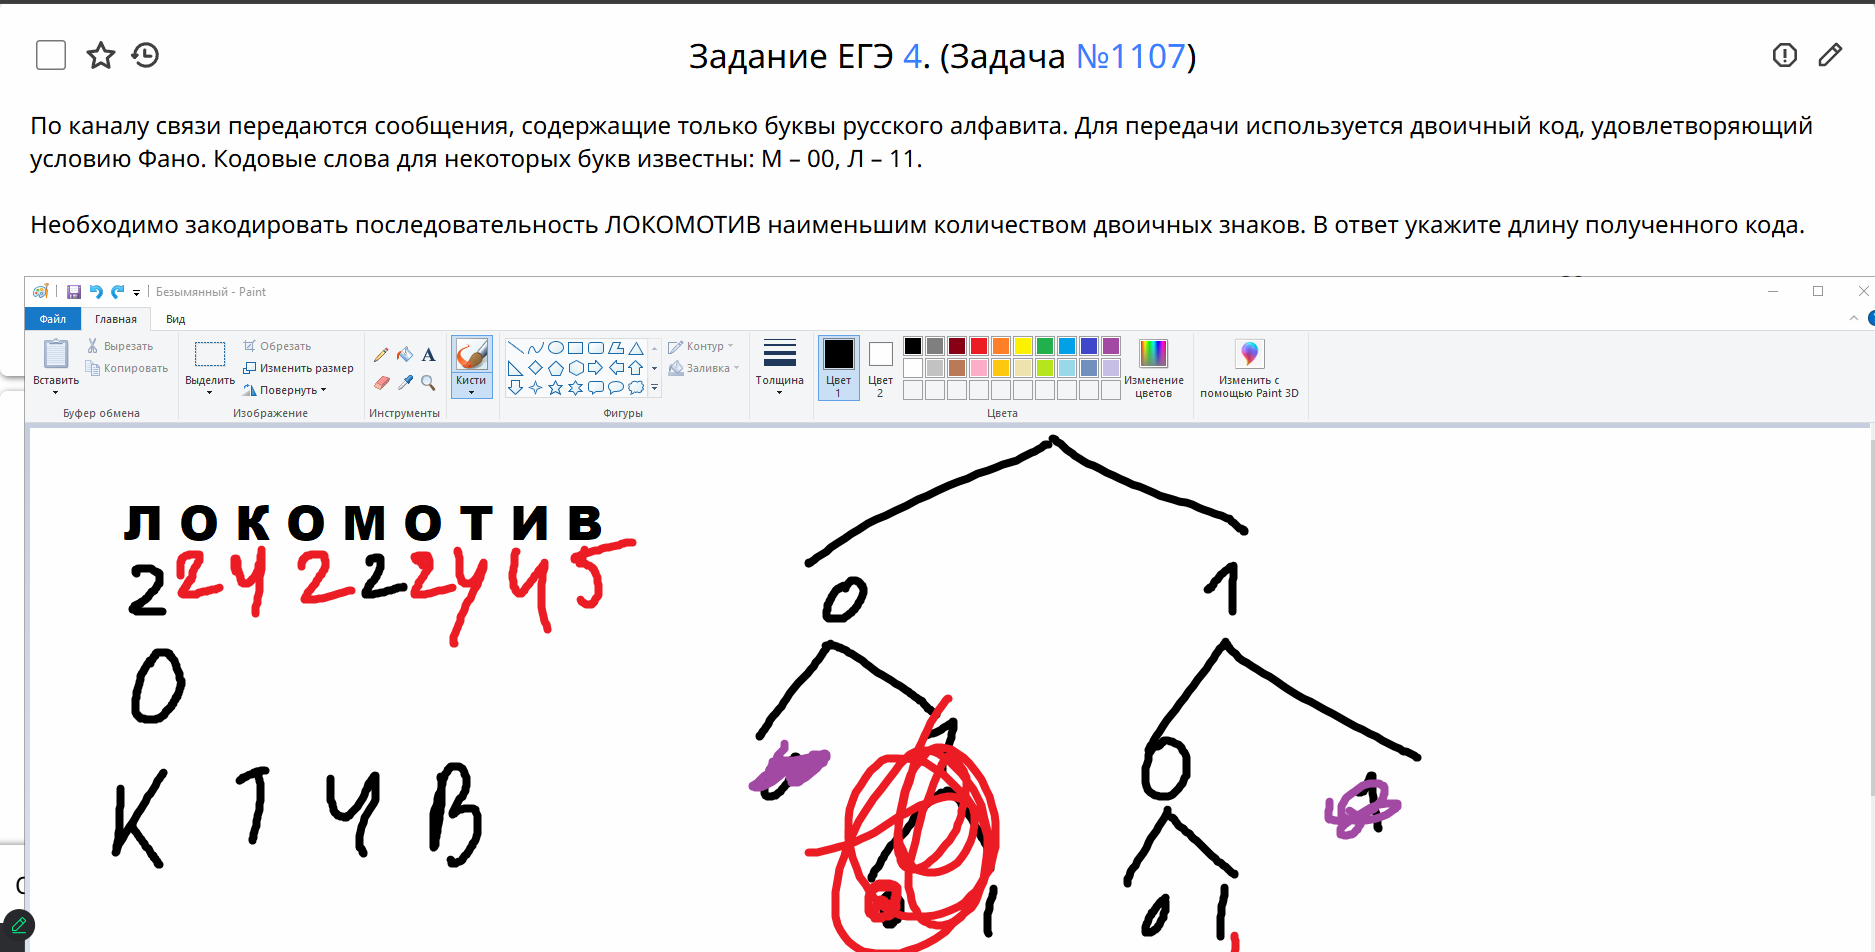 Задание ЕГЭ 4. (Задача №1107)
По каналу связи передаются сообщения, содержащие только буквы русского алфавита. Для передачи используется двоичный код, удовлетворяющий
условию Фано. Кодовые слова для некоторых букв известны: М – 00, Л – 11.
Необходимо закодировать последовательность ЛОКОМОТИВ наименьшим количеством двоичных знаков. В ответ укажите длину полученного кода.
Безымянный - Paint
Файл Главная Вид
Вставить
Вырезать
Копировать
Буфер обмена
Выделить
Обрезать
Изменить размер
Повернуть
Изображение
Инструменты
Кисти
Контур
Заливка
Фигуры
Толщина
Цвет 1
Цвет 2
Изменение цветов
Цвета
Изменить с помощью Paint 3D
Л О К О М О Т И В
2 2 4 2 2 2 4 4 5
О
К Т Ч В
0 1
1 0 1
1 0 1